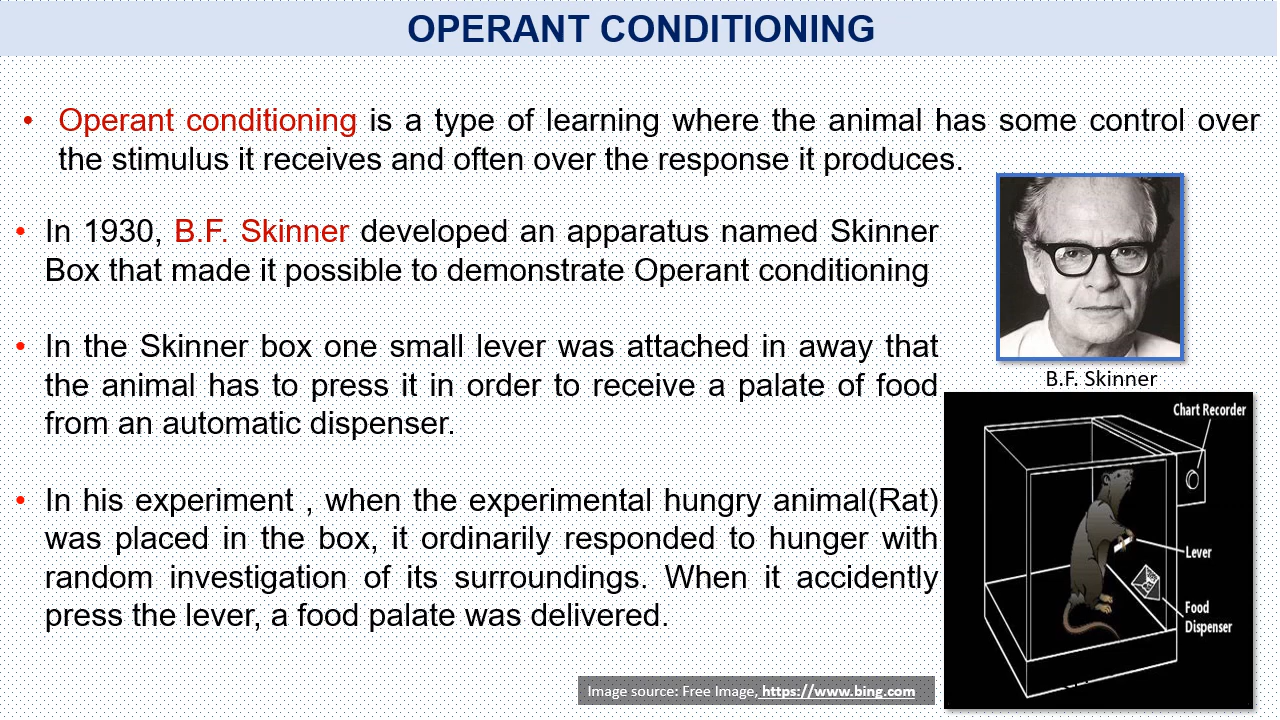 OPERANT CONDITIONING
• Operant conditioning is a type of learning where the animal has some control over
the stimulus it receives and often over the response it produces.
• In 1930, B.F. Skinner developed an apparatus named Skinner
Box that made it possible to demonstrate Operant conditioning
• In the Skinner box one small lever was attached in away that
the animal has to press it in order to receive a palate of food
from an automatic dispenser.
• In his experiment , when the experimental hungry animal(Rat)
was placed in the box, it ordinarily responded to hunger with
random investigation of its surroundings. When it accidently
press the lever, a food palate was delivered.
B.F. Skinner
Chart Recorder
Lever
Food
Dispenser
Image source: Free Image, https://www.bing.com